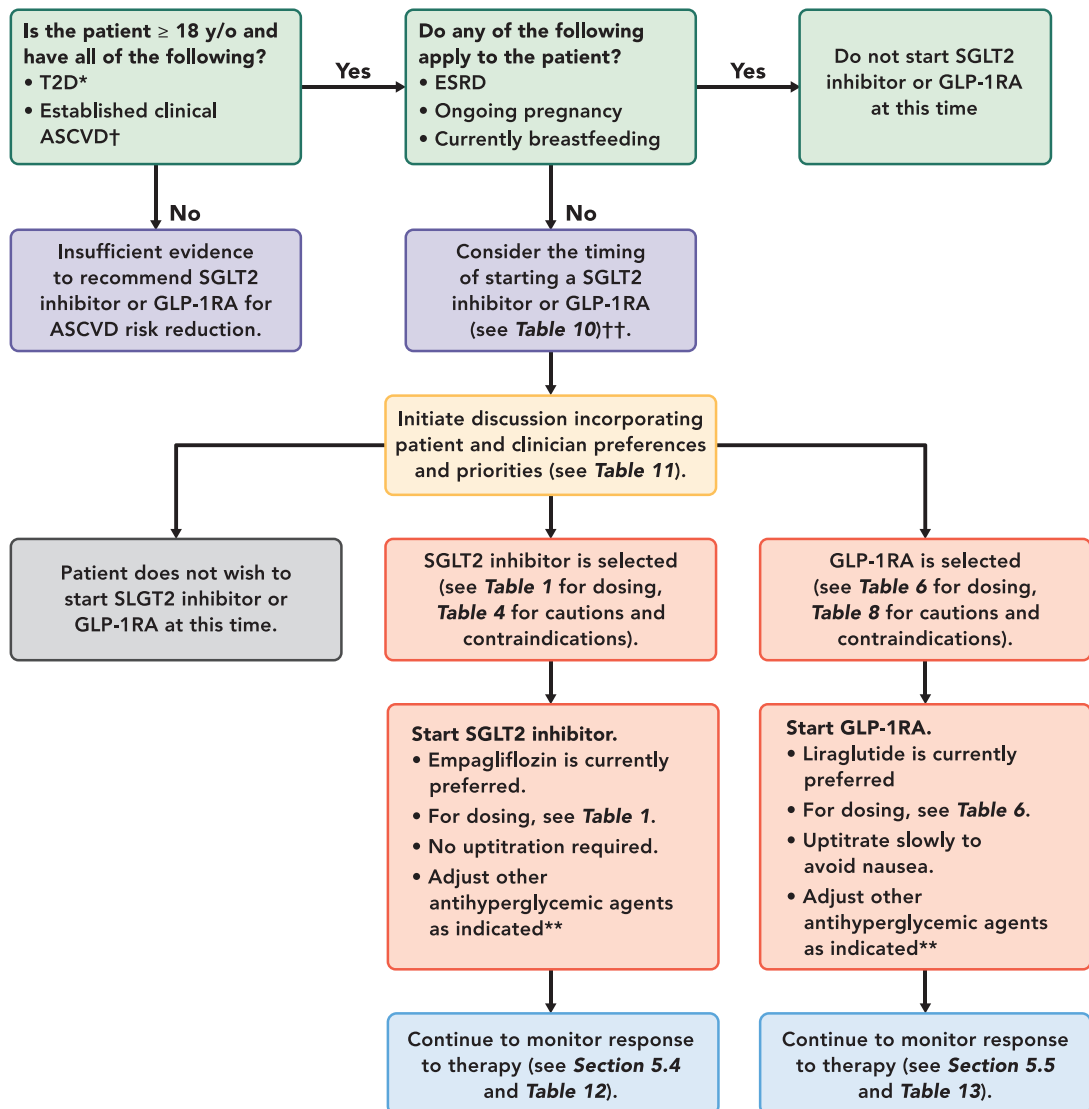 Is the patient ≥ 18 y/o and
have all of the following?
• T2D*
• Established clinical
ASCVD†
Yes
Do any of the following
apply to the patient?
• ESRD
• Ongoing pregnancy
• Currently breastfeeding
Yes
Do not start SGLT2
inhibitor or GLP-1RA
at this time
No
No
Insufficient evidence
to recommend SGLT2
inhibitor or GLP-1RA for
ASCVD risk reduction.
Consider the timing
of starting a SGLT2
inhibitor or GLP-1RA
(see Table 10)††.
Initiate discussion incorporating
patient and clinician preferences
and priorities (see Table 11).
Patient does not wish to
start SLGT2 inhibitor or
GLP-1RA at this time.
SGLT2 inhibitor is selected
(see Table 1 for dosing,
Table 4 for cautions and
contraindications).
GLP-1RA is selected
(see Table 6 for dosing,
Table 8 for cautions and
contraindications).
Start SGLT2 inhibitor.
• Empagliflozin is currently
preferred.
• For dosing, see Table 1.
• No uptitration required.
• Adjust other
antihyperglycemic agents
as indicated**
Start GLP-1RA.
• Liraglutide is currently
preferred
• For dosing, see Table 6.
• Uptitrate slowly to
avoid nausea.
• Adjust other
antihyperglycemic agents
as indicated**
Continue to monitor response
to therapy (see Section 5.4
and Table 12).
Continue to monitor response
to therapy (see Section 5.5
and Table 13).